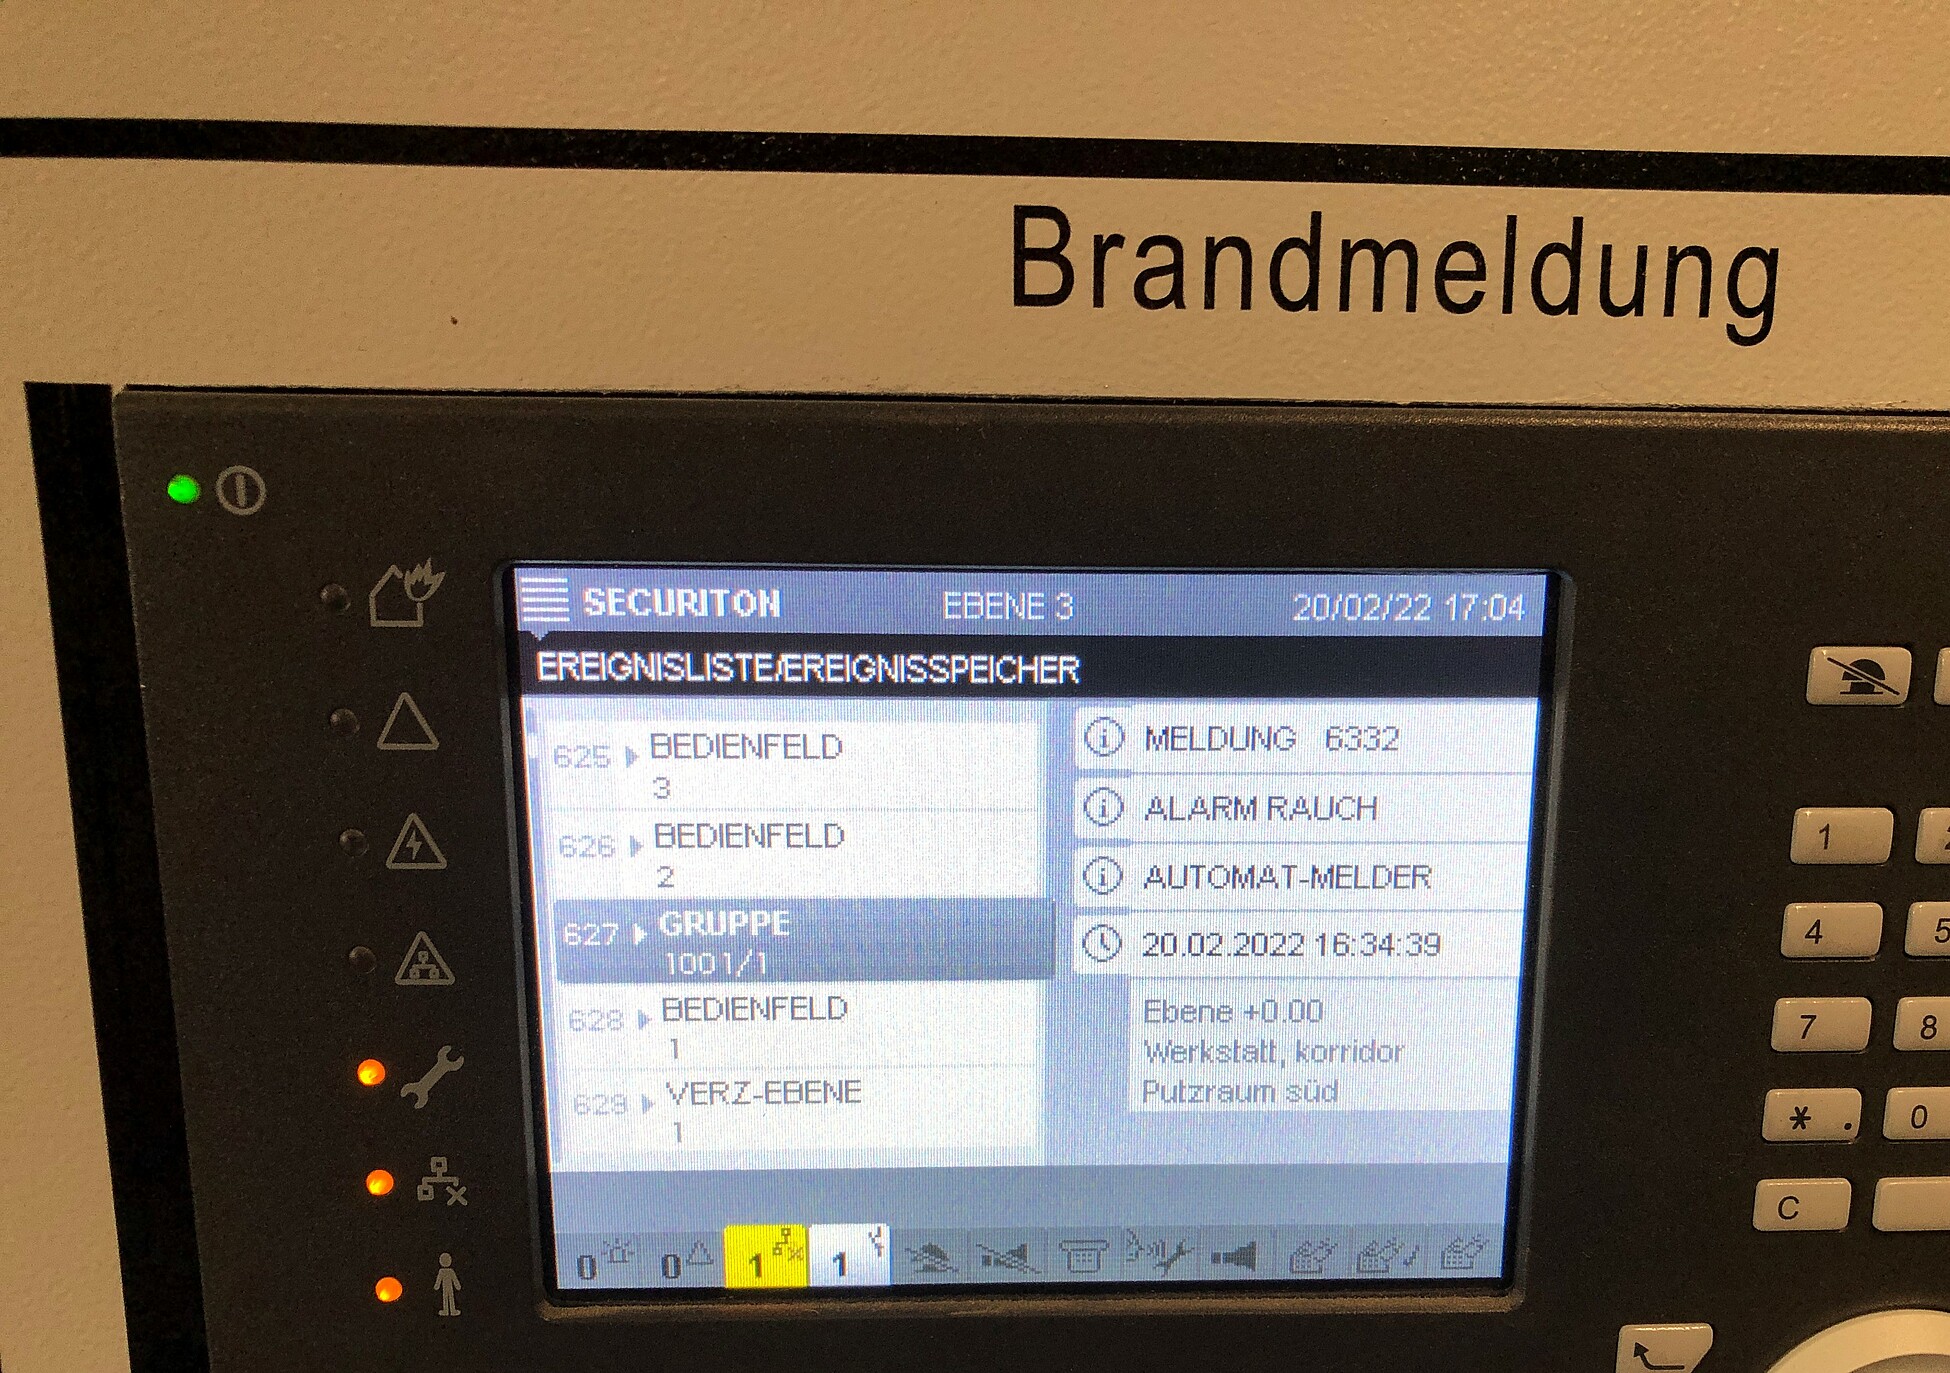 Brandmeldung
SECURITON EBENE 3 20/02/22 17:04
EREIGNISLISTE/EREIGNISSPEICHER
625 BEDIENFELD
3
626 BEDIENFELD
2
627 GRUPPE
1001/1
628 BEDIENFELD
1
629 VERZ-EBENE
1
MELDUNG 6332
ALARM RAUCH
AUTOMAT-MELDER
20.02.2022 16:34:39
Ebene +0.00
Werkstatt, korridor
Putzraum süd
0 0 1 1
1 2
4 5
7 8
* . 0
C